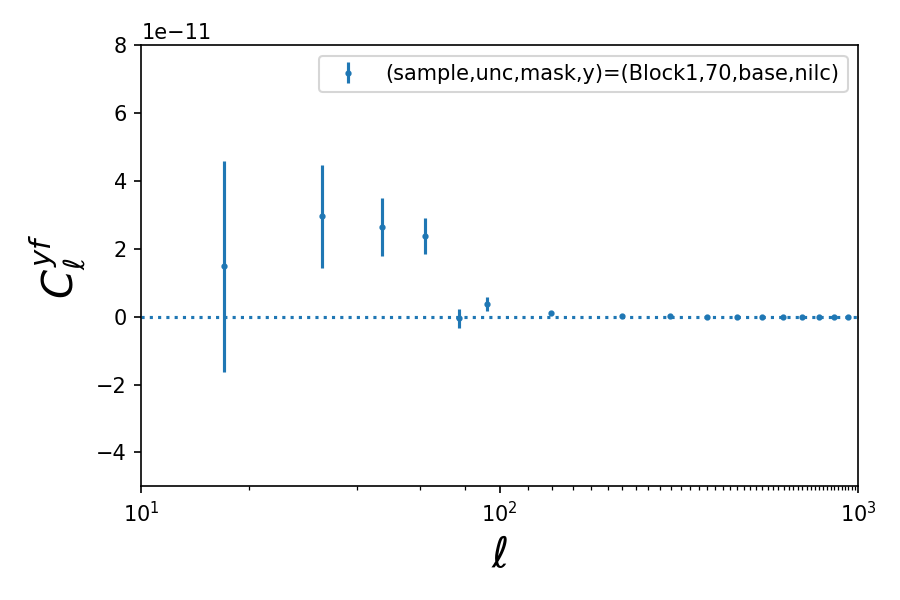 1e−11
(sample,unc,mask,y)=(Block1,70,base,nilc)
8
6
4
2
0
−2
−4
C_ℓ^{yf}
10^1
10^2
10^3
ℓ